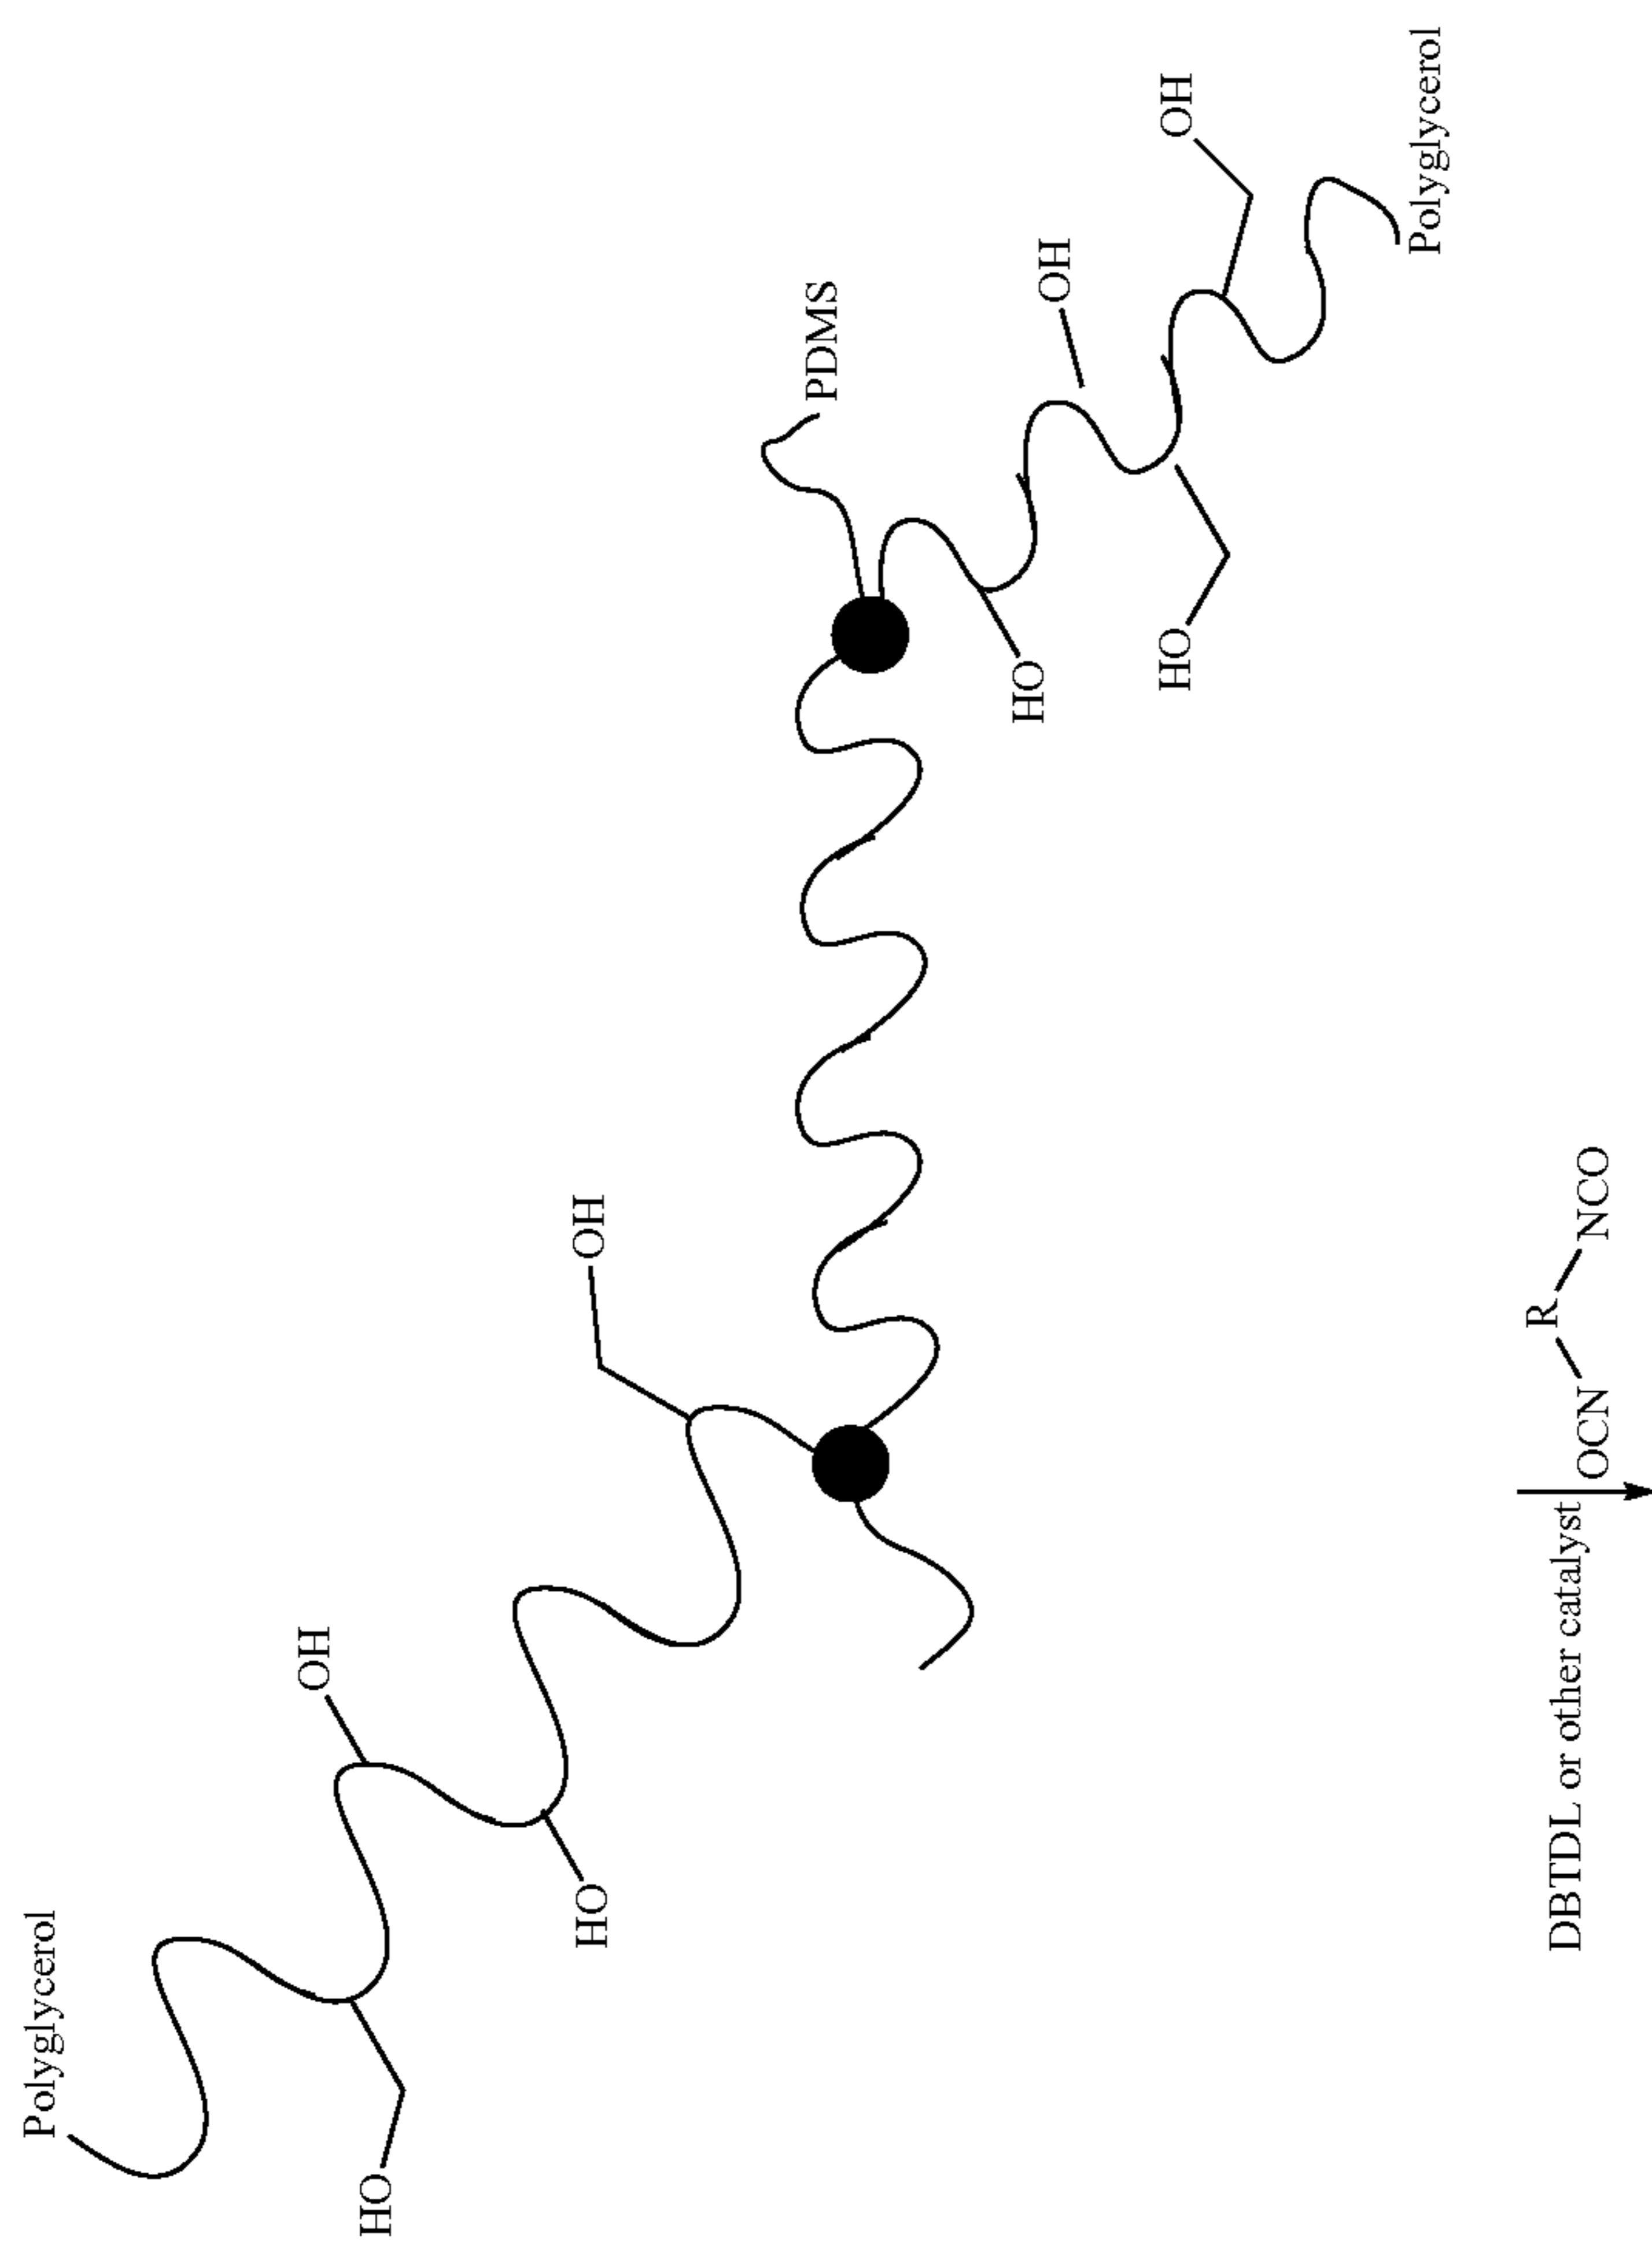 Polyglycerol
HO
OH
HO
OH
PDMS
HO
OH
HO
OH
Polyglycerol
DBTDL or other catalyst
OCN
R
NCO